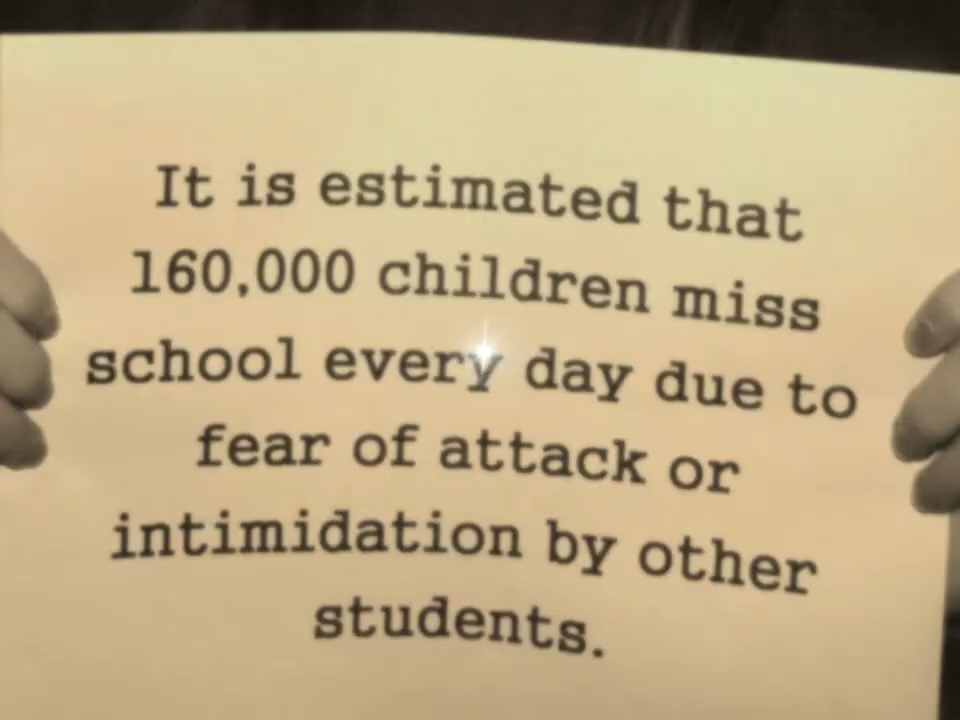 It is estimated that
160,000 children miss
school every day due to
fear of attack or
intimidation by other
students.